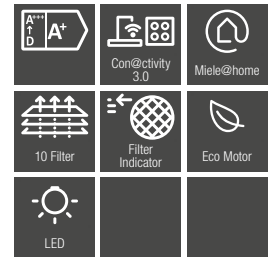 A+++
↑
D
A+
Con@ctivity
3.0
Miele@home
10 Filter
Filter
Indicator
Eco Motor
LED